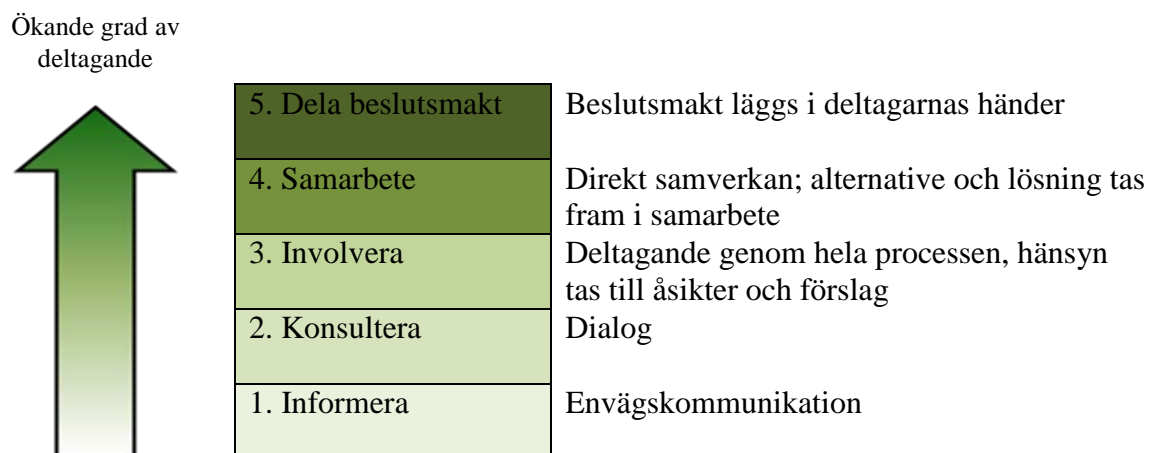 Ökande grad av
deltagande
5. Dela beslutsmakt
Beslutsmakt läggs i deltagarnas händer
4. Samarbete
Direkt samverkan; alternative och lösning tas
fram i samarbete
3. Involvera
Deltagande genom hela processen, hänsyn
tas till åsikter och förslag
2. Konsultera
Dialog
1. Informera
Envägskommunikation